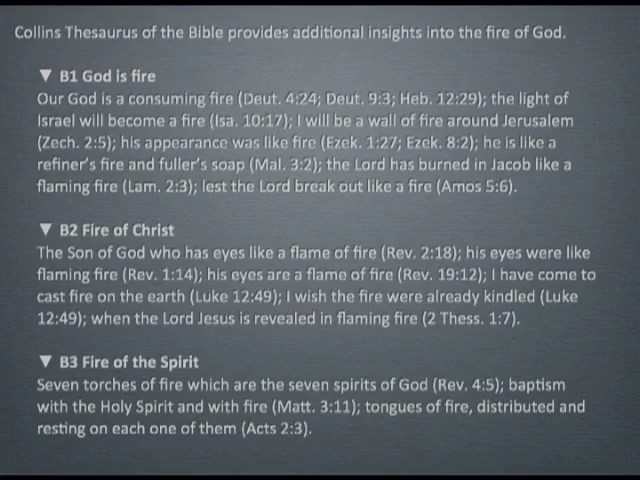 Collins Thesaurus of the Bible provides additional insights into the fire of God.
▼ B1 God is fire
Our God is a consuming fire (Deut. 4:24; Deut. 9:3; Heb. 12:29); the light of
Israel will become a fire (Isa. 10:17); I will be a wall of fire around Jerusalem
(Zech. 2:5); his appearance was like fire (Ezek. 1:27; Ezek. 8:2); he is like a
refiner's fire and fuller's soap (Mal. 3:2); the Lord has burned in Jacob like a
flaming fire (Lam. 2:3); lest the Lord break out like a fire (Amos 5:6).
▼ B2 Fire of Christ
The Son of God who has eyes like a flame of fire (Rev. 2:18); his eyes were like
flaming fire (Rev. 1:14); his eyes are a flame of fire (Rev. 19:12); I have come to
cast fire on the earth (Luke 12:49); I wish the fire were already kindled (Luke
12:49); when the Lord Jesus is revealed in flaming fire (2 Thess. 1:7).
▼ B3 Fire of the Spirit
Seven torches of fire which are the seven spirits of God (Rev. 4:5); baptism
with the Holy Spirit and with fire (Matt. 3:11); tongues of fire, distributed and
resting on each one of them (Acts 2:3).